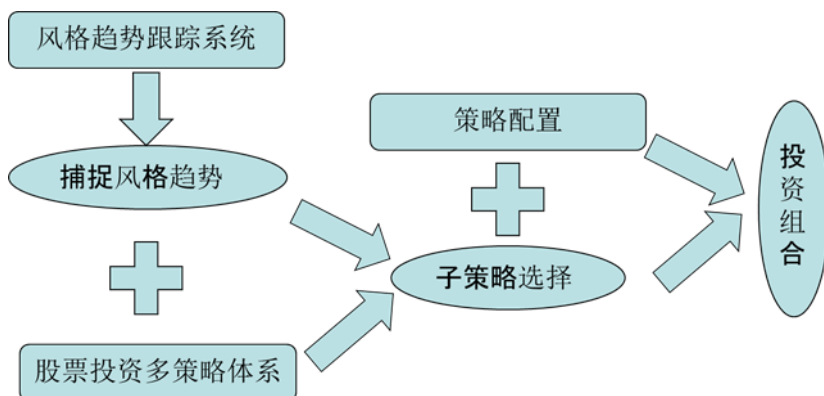 风格趋势跟踪系统
策略配置
捕捉风格趋势
投资组合
子策略选择
股票投资多策略体系